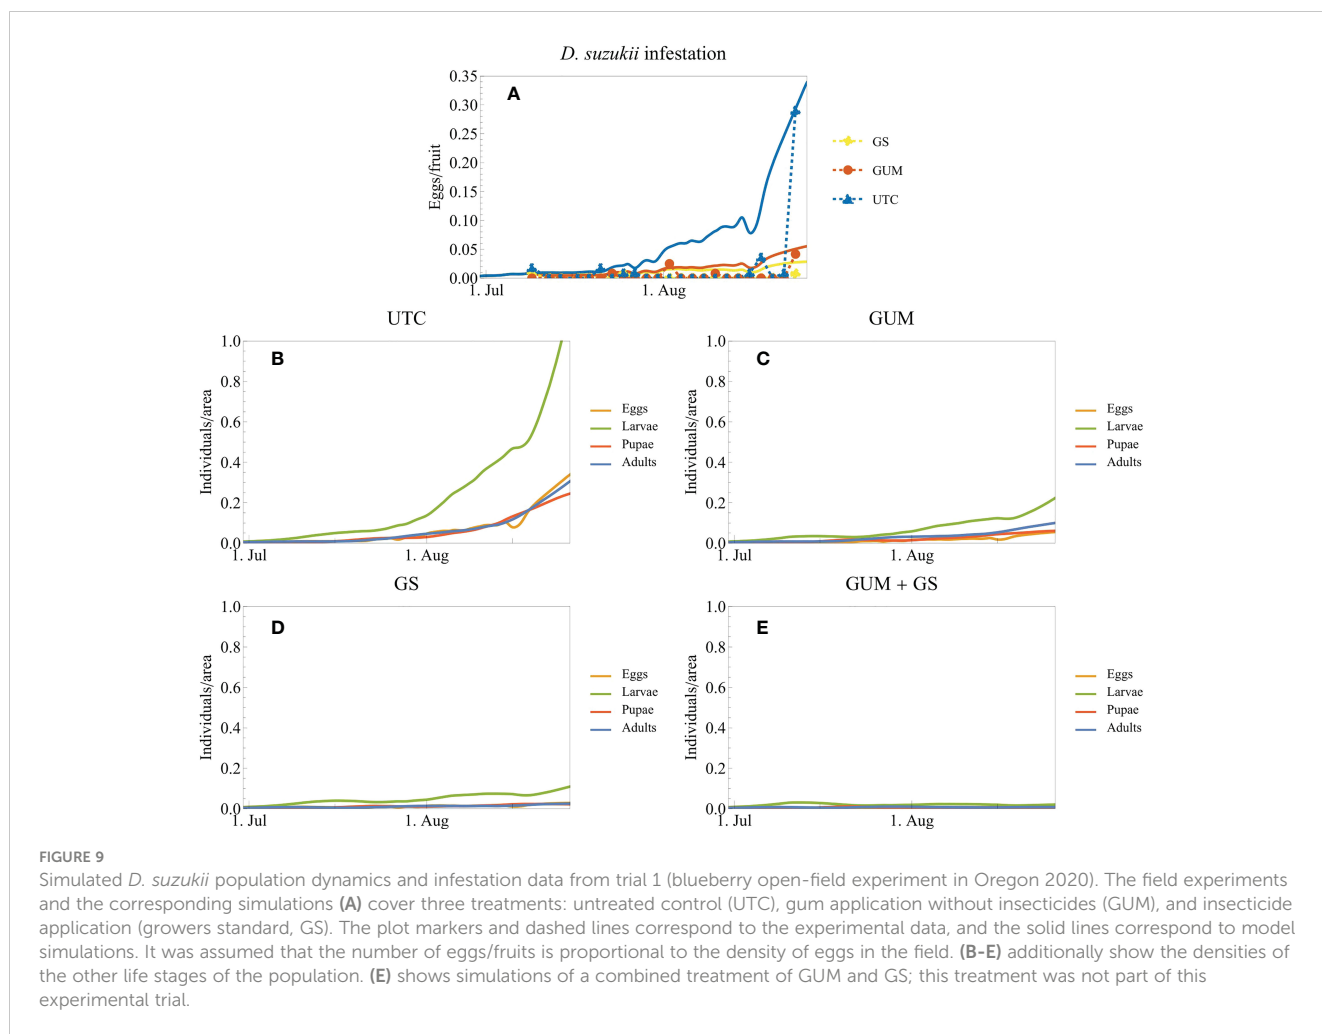 D. suzukii infestation
A
Eggs/fruit
0.35
0.30
0.25
0.20
0.15
0.10
0.05
0.00
1. Jul
1. Aug
GS
GUM
UTC
UTC
B
Individuals/area
1.0
0.8
0.6
0.4
0.2
0.0
1. Jul
1. Aug
Eggs
Larvae
Pupae
Adults
GUM
C
Individuals/area
1.0
0.8
0.6
0.4
0.2
0.0
1. Jul
1. Aug
Eggs
Larvae
Pupae
Adults
GS
D
Individuals/area
1.0
0.8
0.6
0.4
0.2
0.0
1. Jul
1. Aug
Eggs
Larvae
Pupae
Adults
GUM + GS
E
Individuals/area
1.0
0.8
0.6
0.4
0.2
0.0
1. Jul
1. Aug
Eggs
Larvae
Pupae
Adults
FIGURE 9
Simulated D. suzukii population dynamics and infestation data from trial 1 (blueberry open-field experiment in Oregon 2020). The field experiments
and the corresponding simulations (A) cover three treatments: untreated control (UTC), gum application without insecticides (GUM), and insecticide
application (growers standard, GS). The plot markers and dashed lines correspond to the experimental data, and the solid lines correspond to model
simulations. It was assumed that the number of eggs/fruits is proportional to the density of eggs in the field. (B-E) additionally show the densities of
the other life stages of the population. (E) shows simulations of a combined treatment of GUM and GS; this treatment was not part of this
experimental trial.